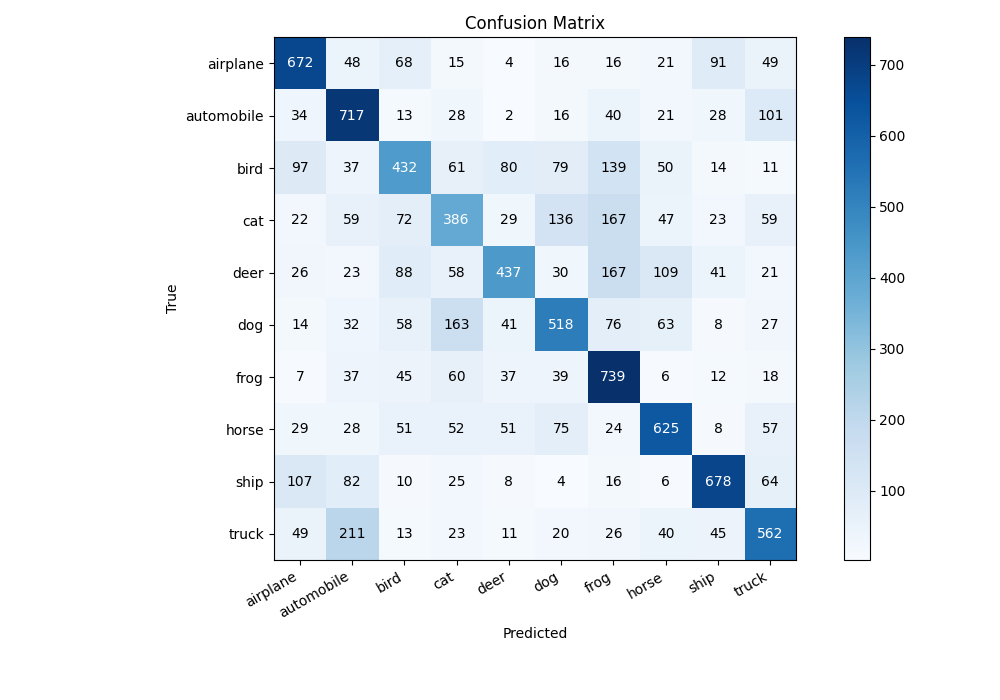 Confusion Matrix
airplane 672 48 68 15 4 16 16 21 91 49
automobile 34 717 13 28 2 16 40 21 28 101
bird 97 37 432 61 80 79 139 50 14 11
cat 22 59 72 386 29 136 167 47 23 59
deer 26 23 88 58 437 30 167 109 41 21
dog 14 32 58 163 41 518 76 63 8 27
frog 7 37 45 60 37 39 739 6 12 18
horse 29 28 51 52 51 75 24 625 8 57
ship 107 82 10 25 8 4 16 6 678 64
truck 49 211 13 23 11 20 26 40 45 562
airplane automobile bird cat deer dog frog horse ship truck
Predicted
True
700
600
500
400
300
200
100